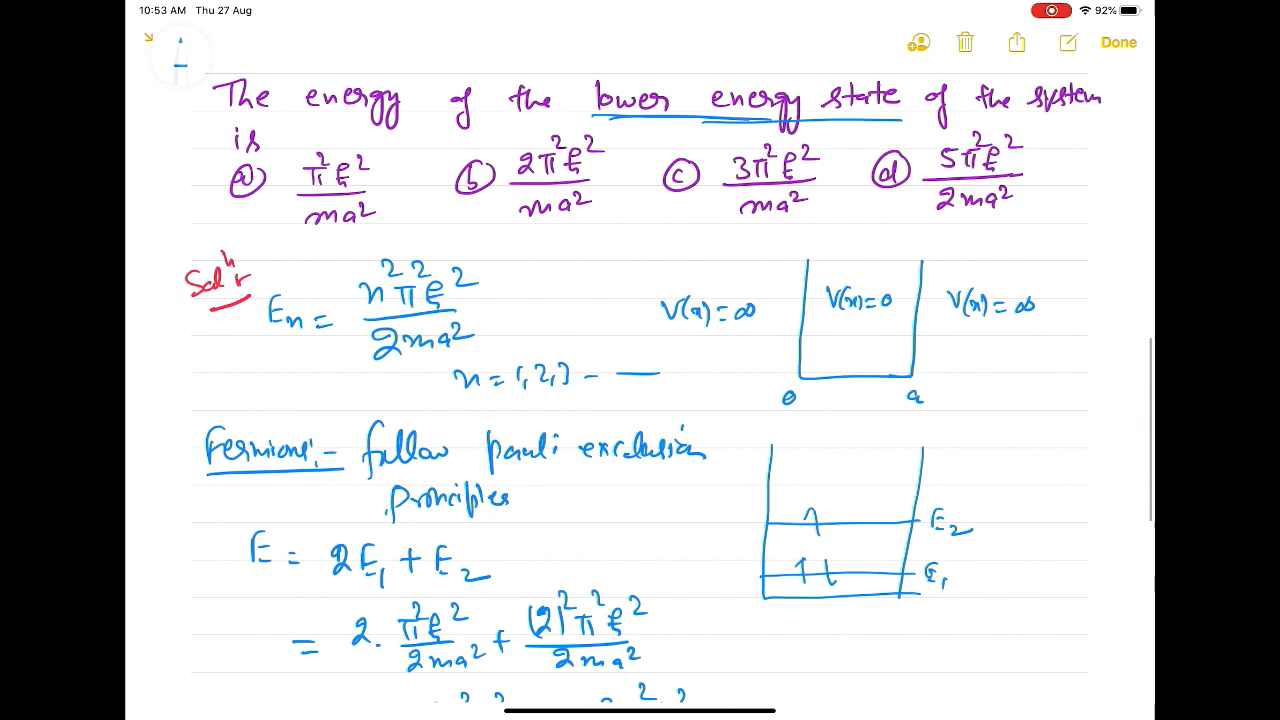 10:53 AM Thu 27 Aug 92%
Done
The energy of the lower energy state of the system
is
(a) π²ℏ²/ma² (b) 2π²ℏ²/ma² (c) 3π²ℏ²/ma² (d) 5π²ℏ²/2ma²
Solⁿ
Eₙ = n²π²ℏ²/2ma²
V(x)=∞ V(x)=0 V(x)=∞
n = 1, 2, 3 - —
0 a
Fermions:- follow pauli exclusion
principles
E₂
E = 2E₁ + E₂
E₁
= 2. π²ℏ²/2ma² + (2)²π²ℏ²/2ma²